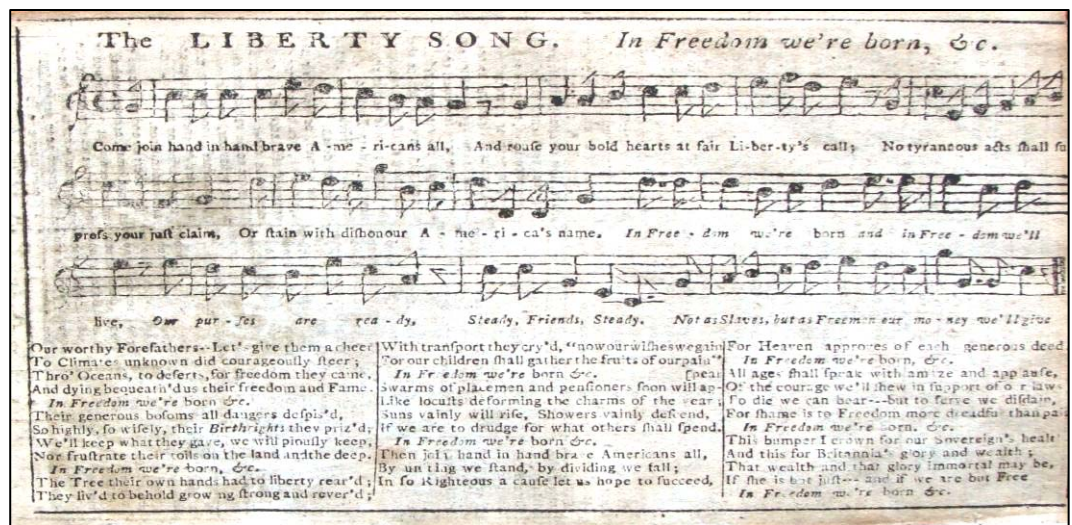 The LIBERTY SONG. In Freedom we're born, &c.
Come join hand in hand brave A - me - ri - cans all, And rouse your bold hearts at fair Li - ber - ty's call; No tyrannous acts shall su
press your just claim, Or stain with dishonour A - me - ri - ca's name. In Free - dom we're born and in Free - dom we'll
live, Our pur - ses are rea - dy, Steady, Friends, Steady. Not as Slaves, but as Freemen our mo - ney we'll give
Our worthy Forefathers--Let's give them a cheer
To Climates unknown did courageously steer;
Thro' Oceans, to deserts, for freedom they came,
And dying bequeath'd us their freedom and Fame.
In Freedom we're born &c.
Their generous bosoms all dangers despis'd,
So highly, so wisely, their Birthrights they priz'd;
We'll keep what they gave, we will piously keep,
Nor frustrate their toils on the land and the deep.
In Freedom we're born, &c.
The Tree their own hands had to liberty rear'd;
They liv'd to behold growing strong and rever'd;
With transport they cry'd, "now our wishes we gain
For our children shall gather the fruits of our pain"
In Freedom we're born &c. [spear
Swarms of placemen and pensioners soon will ap-
Like locusts deforming the charms of the year;
Suns vainly will rise, Showers vainly descend,
If we are to drudge for what others shall spend.
In Freedom we're born &c.
Then join hand in hand brave Americans all,
By uniting we stand, by dividing we fall;
In so Righteous a cause let us hope to succeed,
For Heaven approves of each generous deed
In Freedom we're born, &c.
All ages shall speak with amaze and applause,
Of the courage we'll shew in support of our laws
To die we can bear---but to serve we disdain,
For shame is to Freedom more dreadful than pa
In Freedom we're born. &c.
This bumper I crown for our Sovereign's healt
And this for Britannia's glory and wealth;
That wealth and that glory immortal may be,
If she is but just--- and if we are but Free
In Freedom we're born &c.